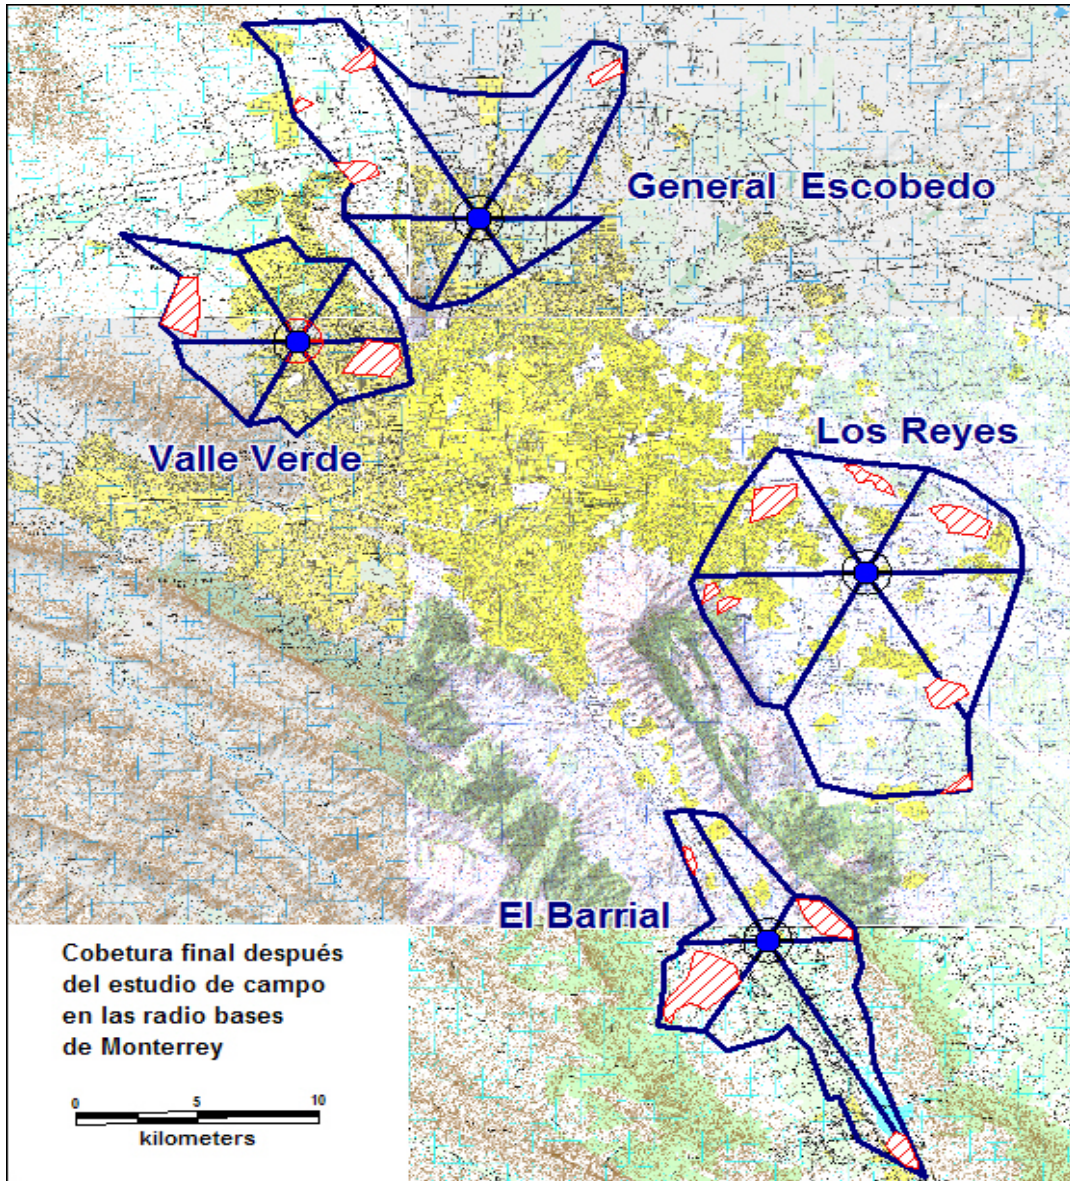 General Escobedo
Los Reyes
Valle Verde
El Barrial
Cobetura final después
del estudio de campo
en las radio bases
de Monterrey
0 5 10
kilometers